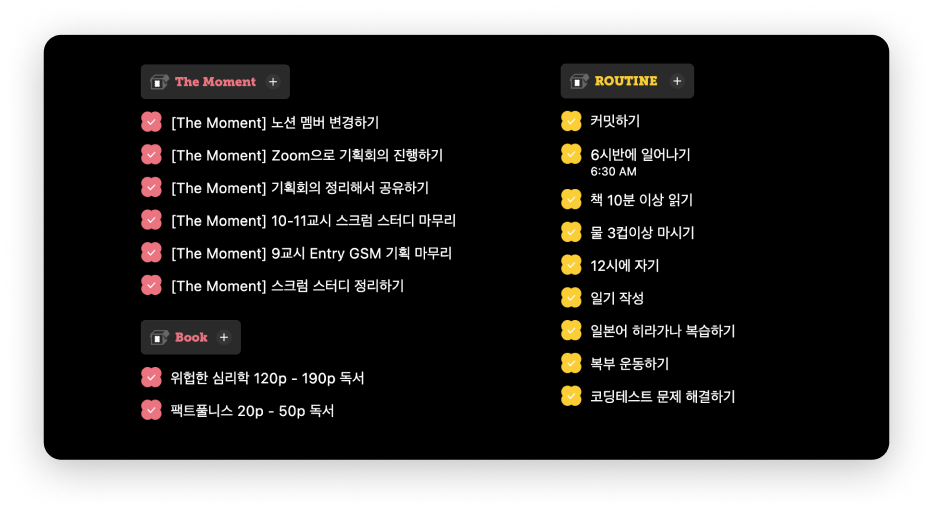 The Moment +
[The Moment] 노션 멤버 변경하기
[The Moment] Zoom으로 기획회의 진행하기
[The Moment] 기획회의 정리해서 공유하기
[The Moment] 10-11교시 스크럼 스터디 마무리
[The Moment] 9교시 Entry GSM 기획 마무리
[The Moment] 스크럼 스터디 정리하기
Book +
위헙한 심리학 120p - 190p 독서
팩트풀니스 20p - 50p 독서
ROUTINE +
커밋하기
6시반에 일어나기
6:30 AM
책 10분 이상 읽기
물 3컵이상 마시기
12시에 자기
일기 작성
일본어 히라가나 복습하기
복부 운동하기
코딩테스트 문제 해결하기